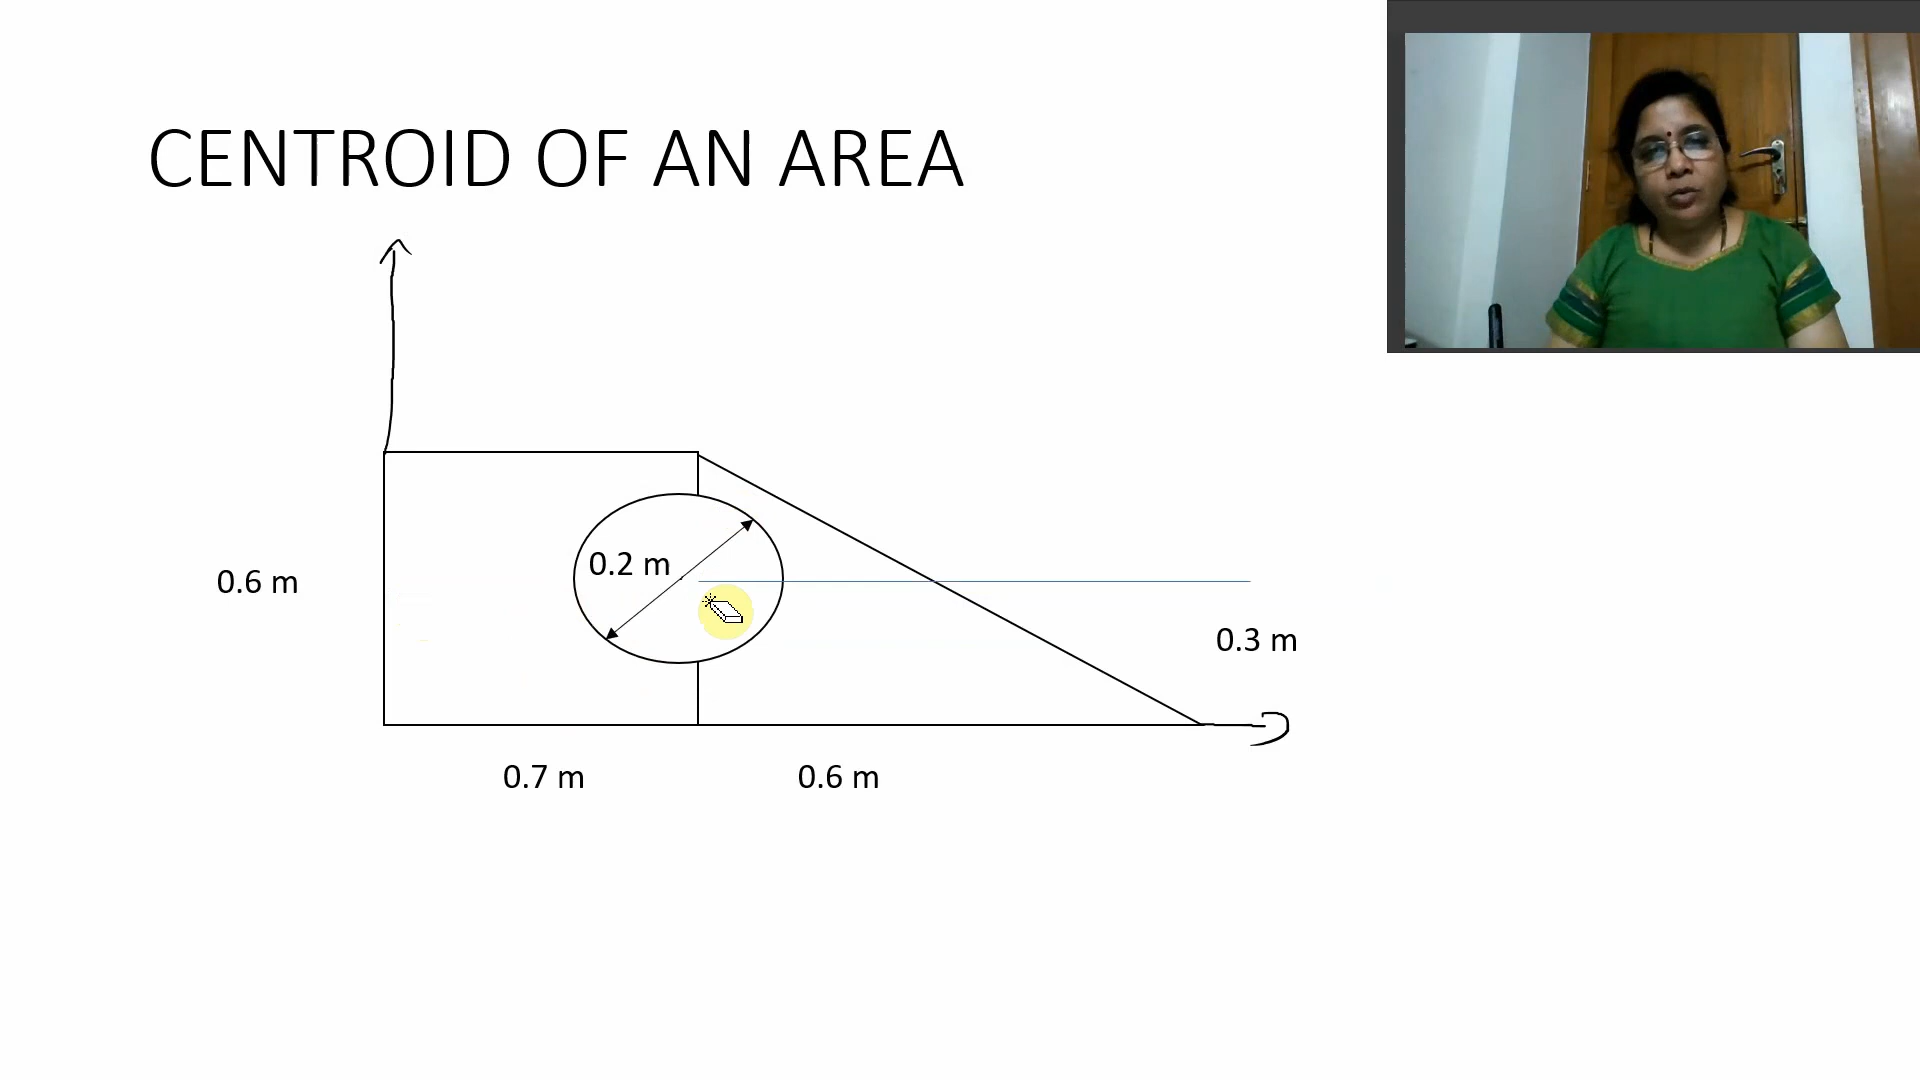 CENTROID OF AN AREA
0.2 m
0.6 m
0.3 m
0.7 m
0.6 m